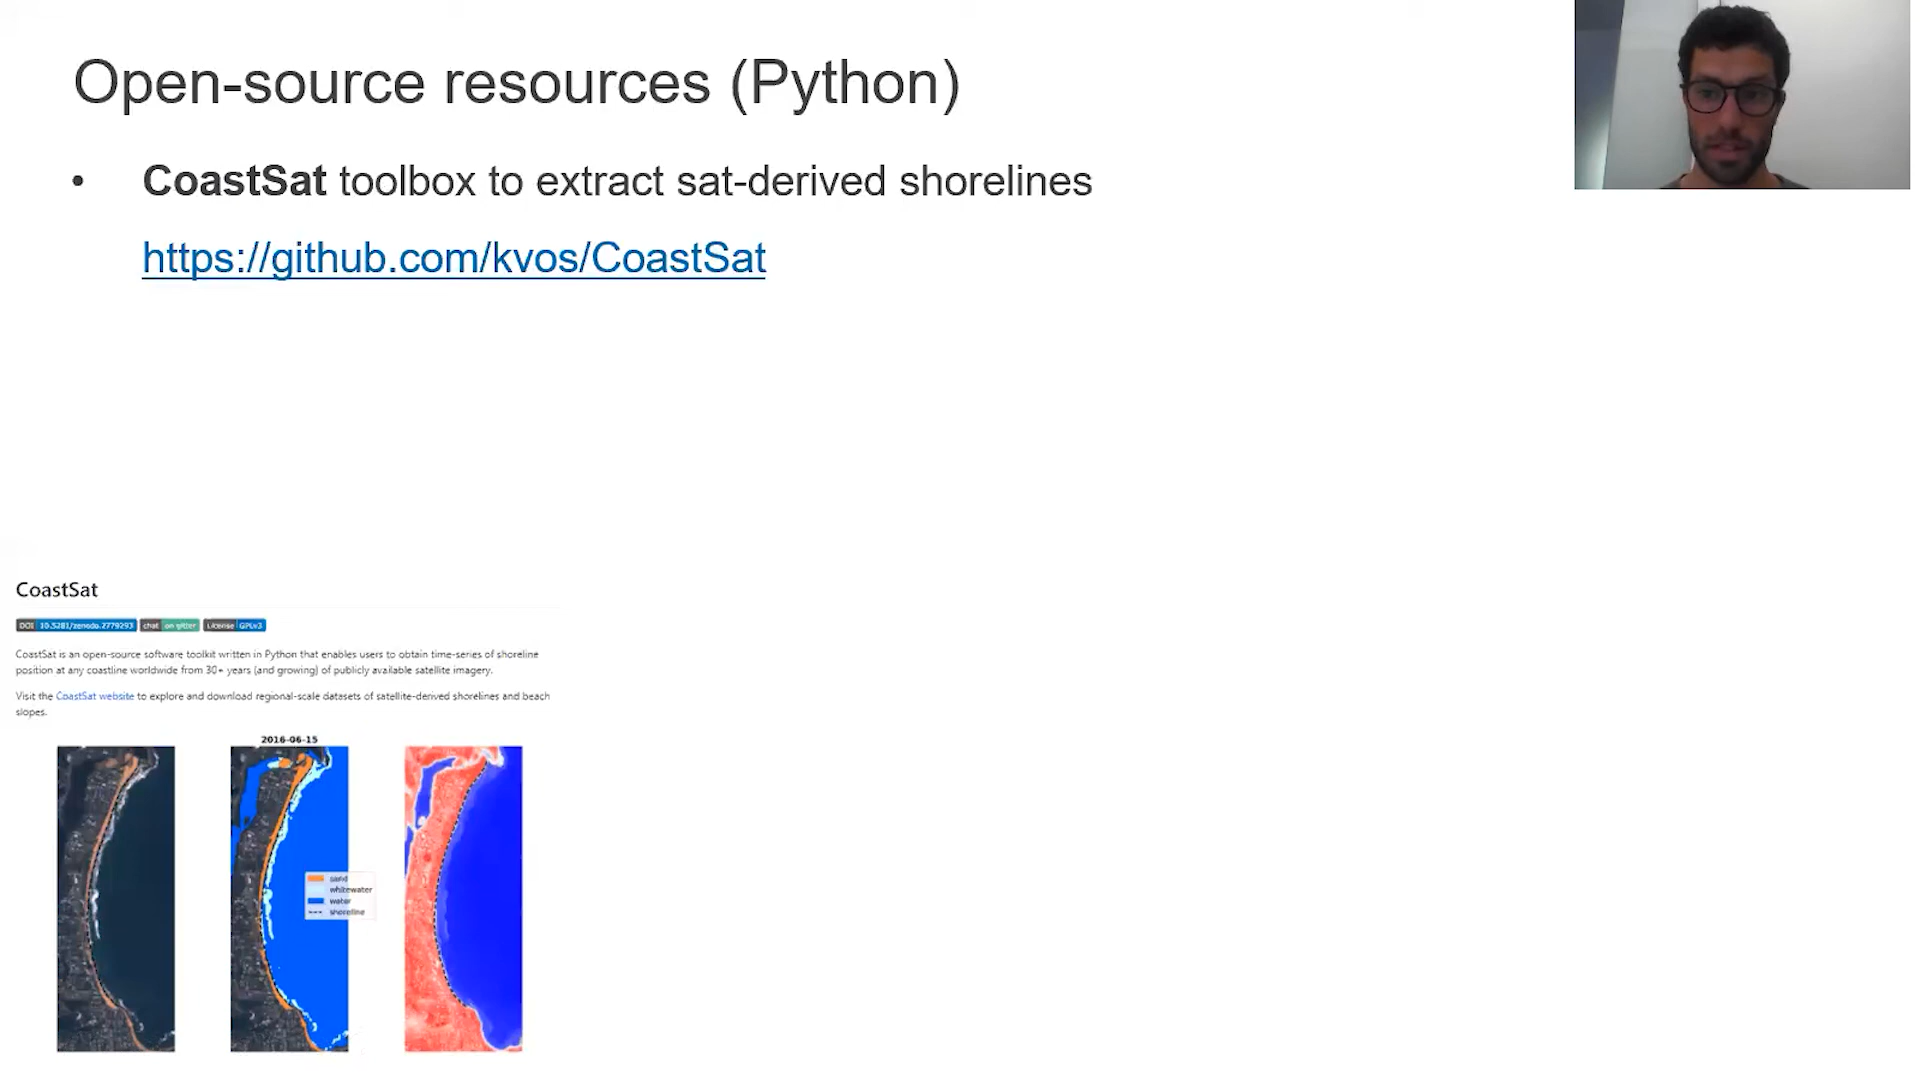 Open-source resources (Python)
• CoastSat toolbox to extract sat-derived shorelines
https://github.com/kvos/CoastSat
CoastSat
DOI 10.5281/zenodo.2779293 chat on gitter License GPLv3
CoastSat is an open-source software toolkit written in Python that enables users to obtain time-series of shoreline
position at any coastline worldwide from 30+ years (and growing) of publicly available satellite imagery.
Visit the CoastSat website to explore and download regional-scale datasets of satellite-derived shorelines and beach
slopes.
2016-06-15
sand
whitewater
water
shoreline